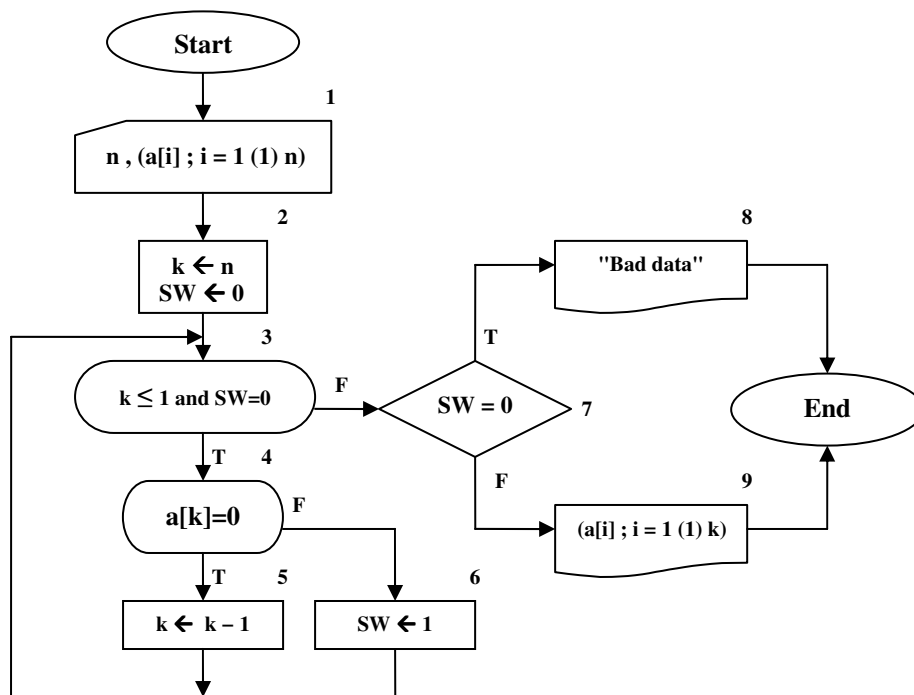 Start
1
n , (a[i] ; i = 1 (1) n)
2
k ← n
SW ← 0
3
k ≤ 1 and SW=0
F
T
4
a[k]=0
F
T
5
k ← k – 1
6
SW ← 1
SW = 0
7
T
F
8
"Bad data"
9
(a[i] ; i = 1 (1) k)
End